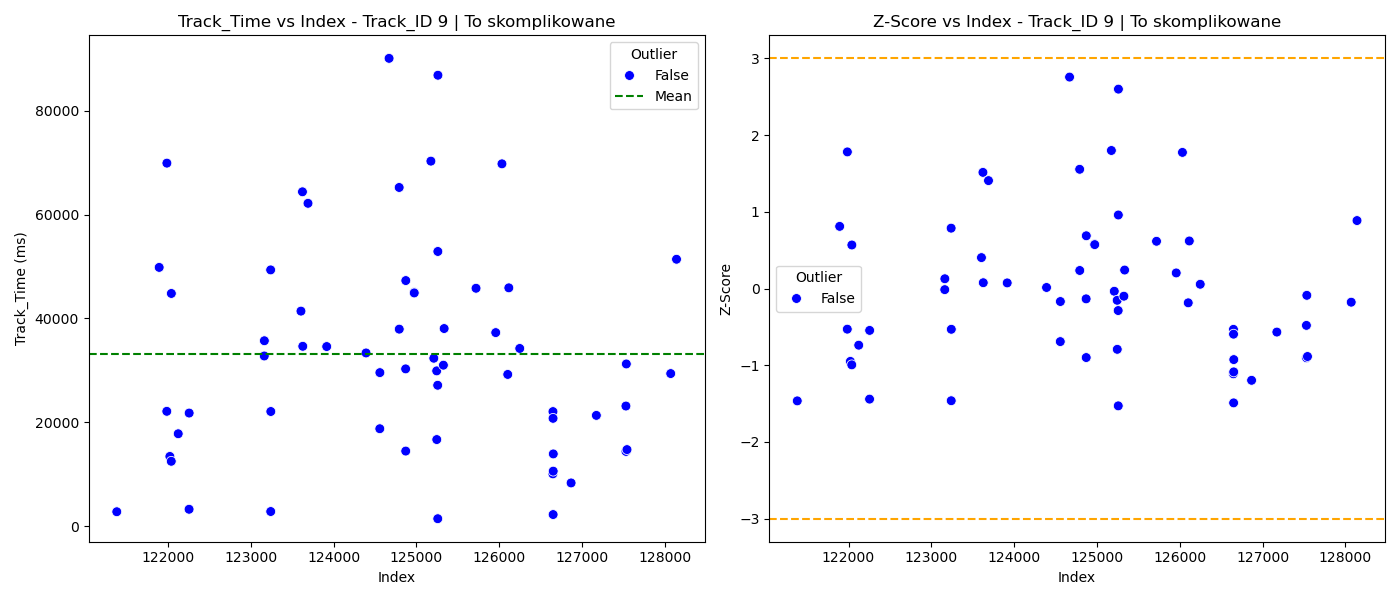 Track_Time vs Index - Track_ID 9 | To skomplikowane
Outlier
False
Mean
80000
60000
40000
20000
0
Track_Time (ms)
122000 123000 124000 125000 126000 127000 128000
Index
Z-Score vs Index - Track_ID 9 | To skomplikowane
3
2
1
0
−1
−2
−3
Z-Score
Outlier
False
122000 123000 124000 125000 126000 127000 128000
Index